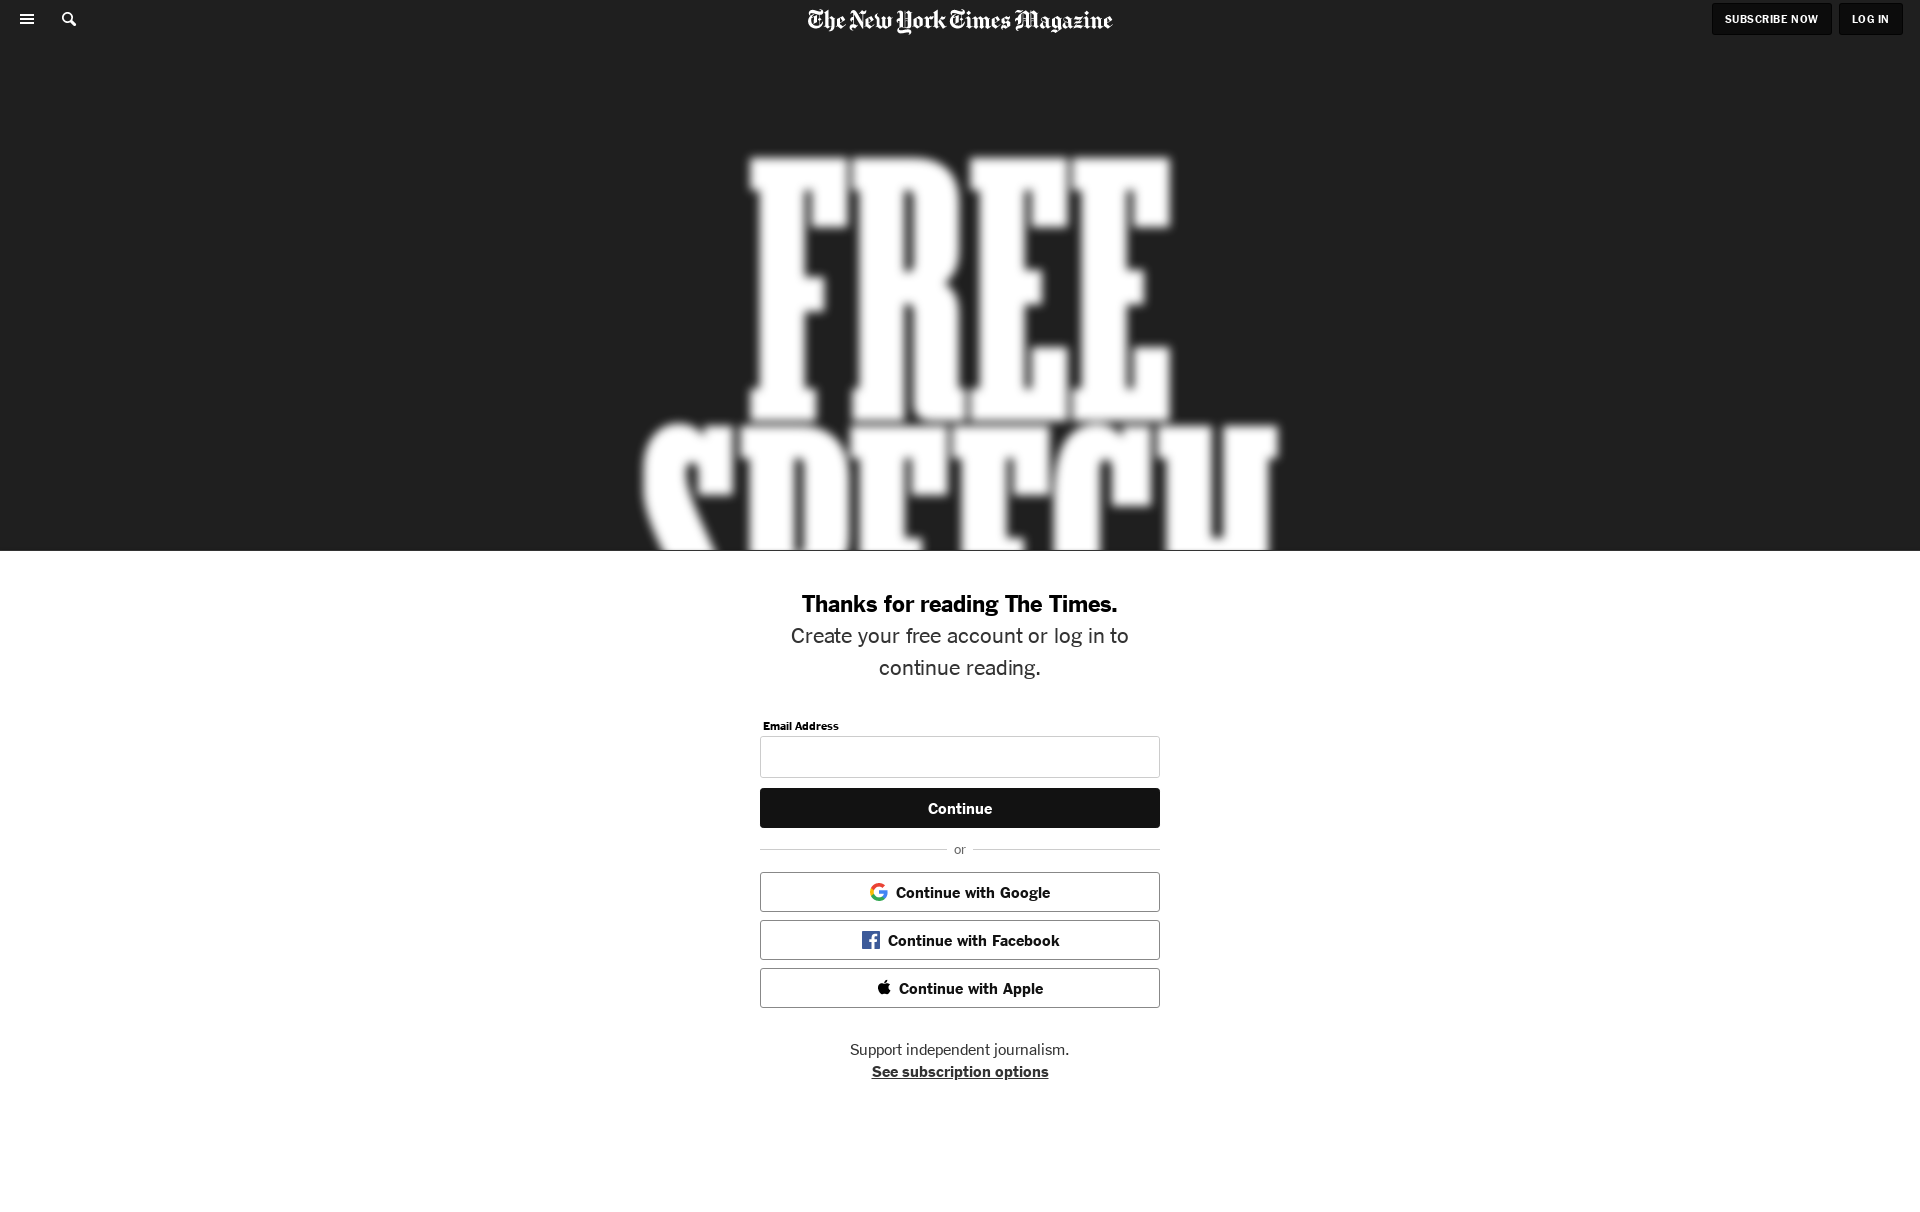 The New York Times Magazine
SUBSCRIBE NOW
LOG IN
FREE
SPEECH
Thanks for reading The Times.
Create your free account or log in to
continue reading.
Email Address
Continue
or
Continue with Google
Continue with Facebook
Continue with Apple
Support independent journalism.
See subscription options